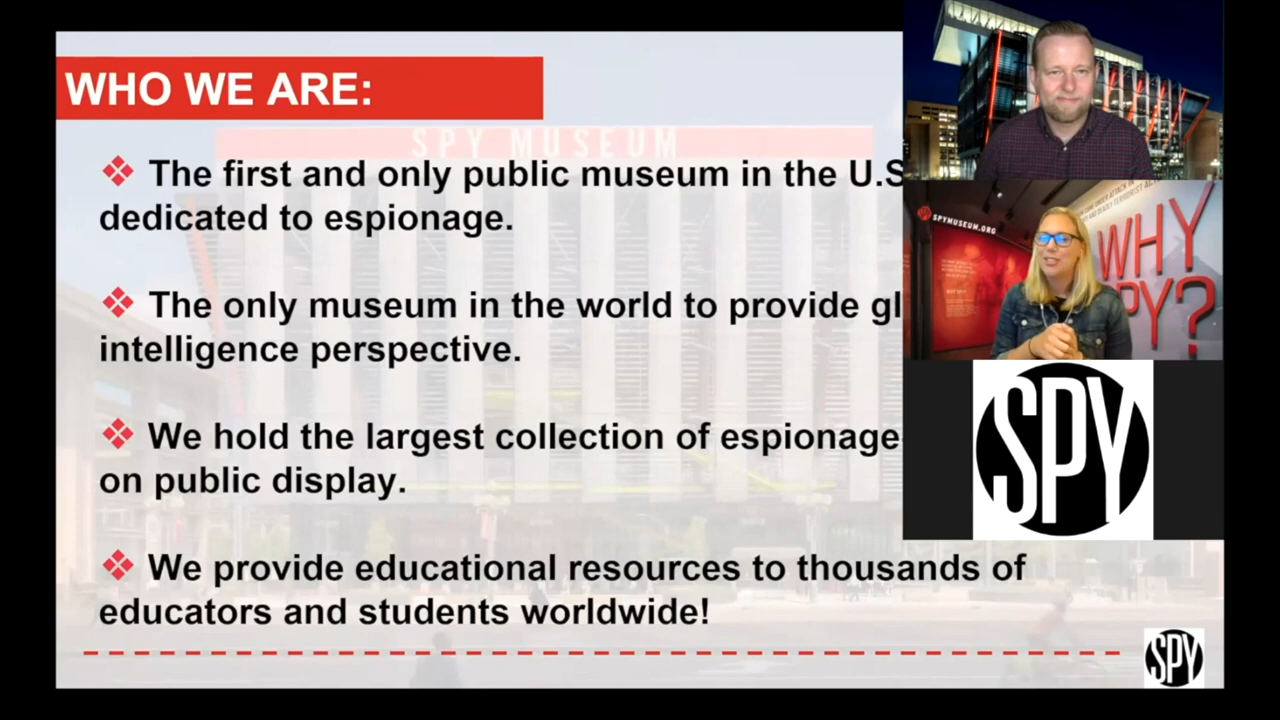 WHO WE ARE:
SPY MUSEUM
❖ The first and only public museum in the U.S
dedicated to espionage.
❖ The only museum in the world to provide gl
intelligence perspective.
❖ We hold the largest collection of espionage
on public display.
❖ We provide educational resources to thousands of
educators and students worldwide!
SPYMUSEUM.ORG
WHY
PY?
SPY
SPY